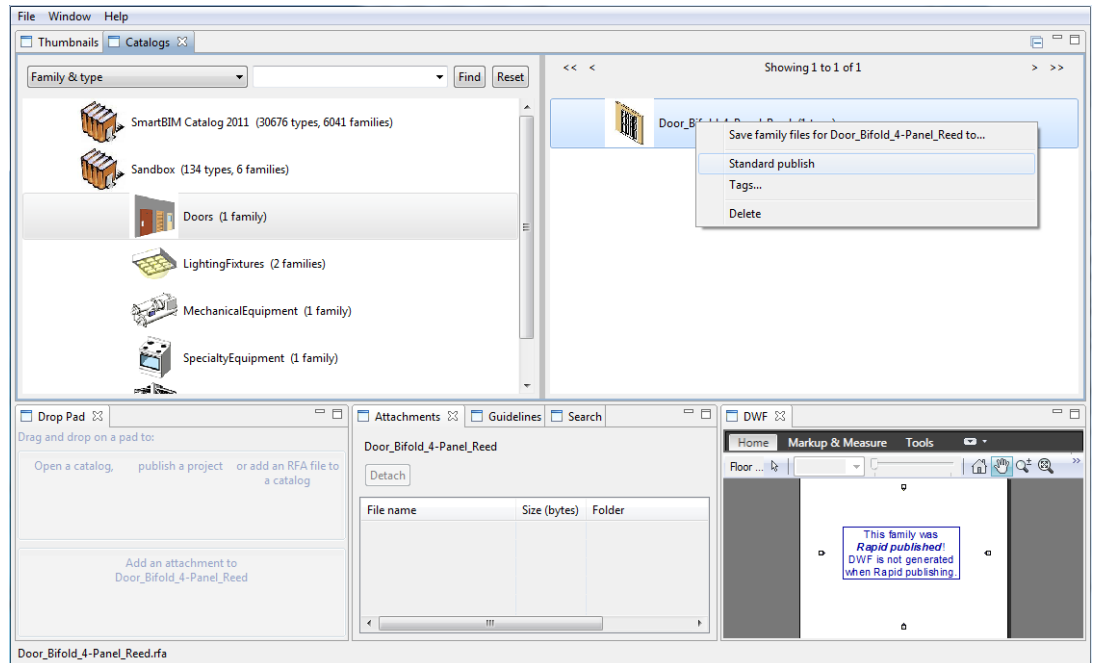 File Window Help
Thumbnails Catalogs
Family & type Find Reset
<< < Showing 1 to 1 of 1 > >>
SmartBIM Catalog 2011 (30676 types, 6041 families)
Sandbox (134 types, 6 families)
Doors (1 family)
LightingFixtures (2 families)
MechanicalEquipment (1 family)
SpecialtyEquipment (1 family)
Save family files for Door_Bifold_4-Panel_Reed to...
Standard publish
Tags...
Delete
Drop Pad
Drag and drop on a pad to:
Open a catalog, publish a project or add an RFA file to
a catalog
Add an attachment to
Door_Bifold_4-Panel_Reed
Attachments Guidelines Search
Door_Bifold_4-Panel_Reed
Detach
File name Size (bytes) Folder
DWF
Home Markup & Measure Tools
Floor ...
This family was
Rapid published!
DWF is not generated
when Rapid publishing.
Door_Bifold_4-Panel_Reed.rfa